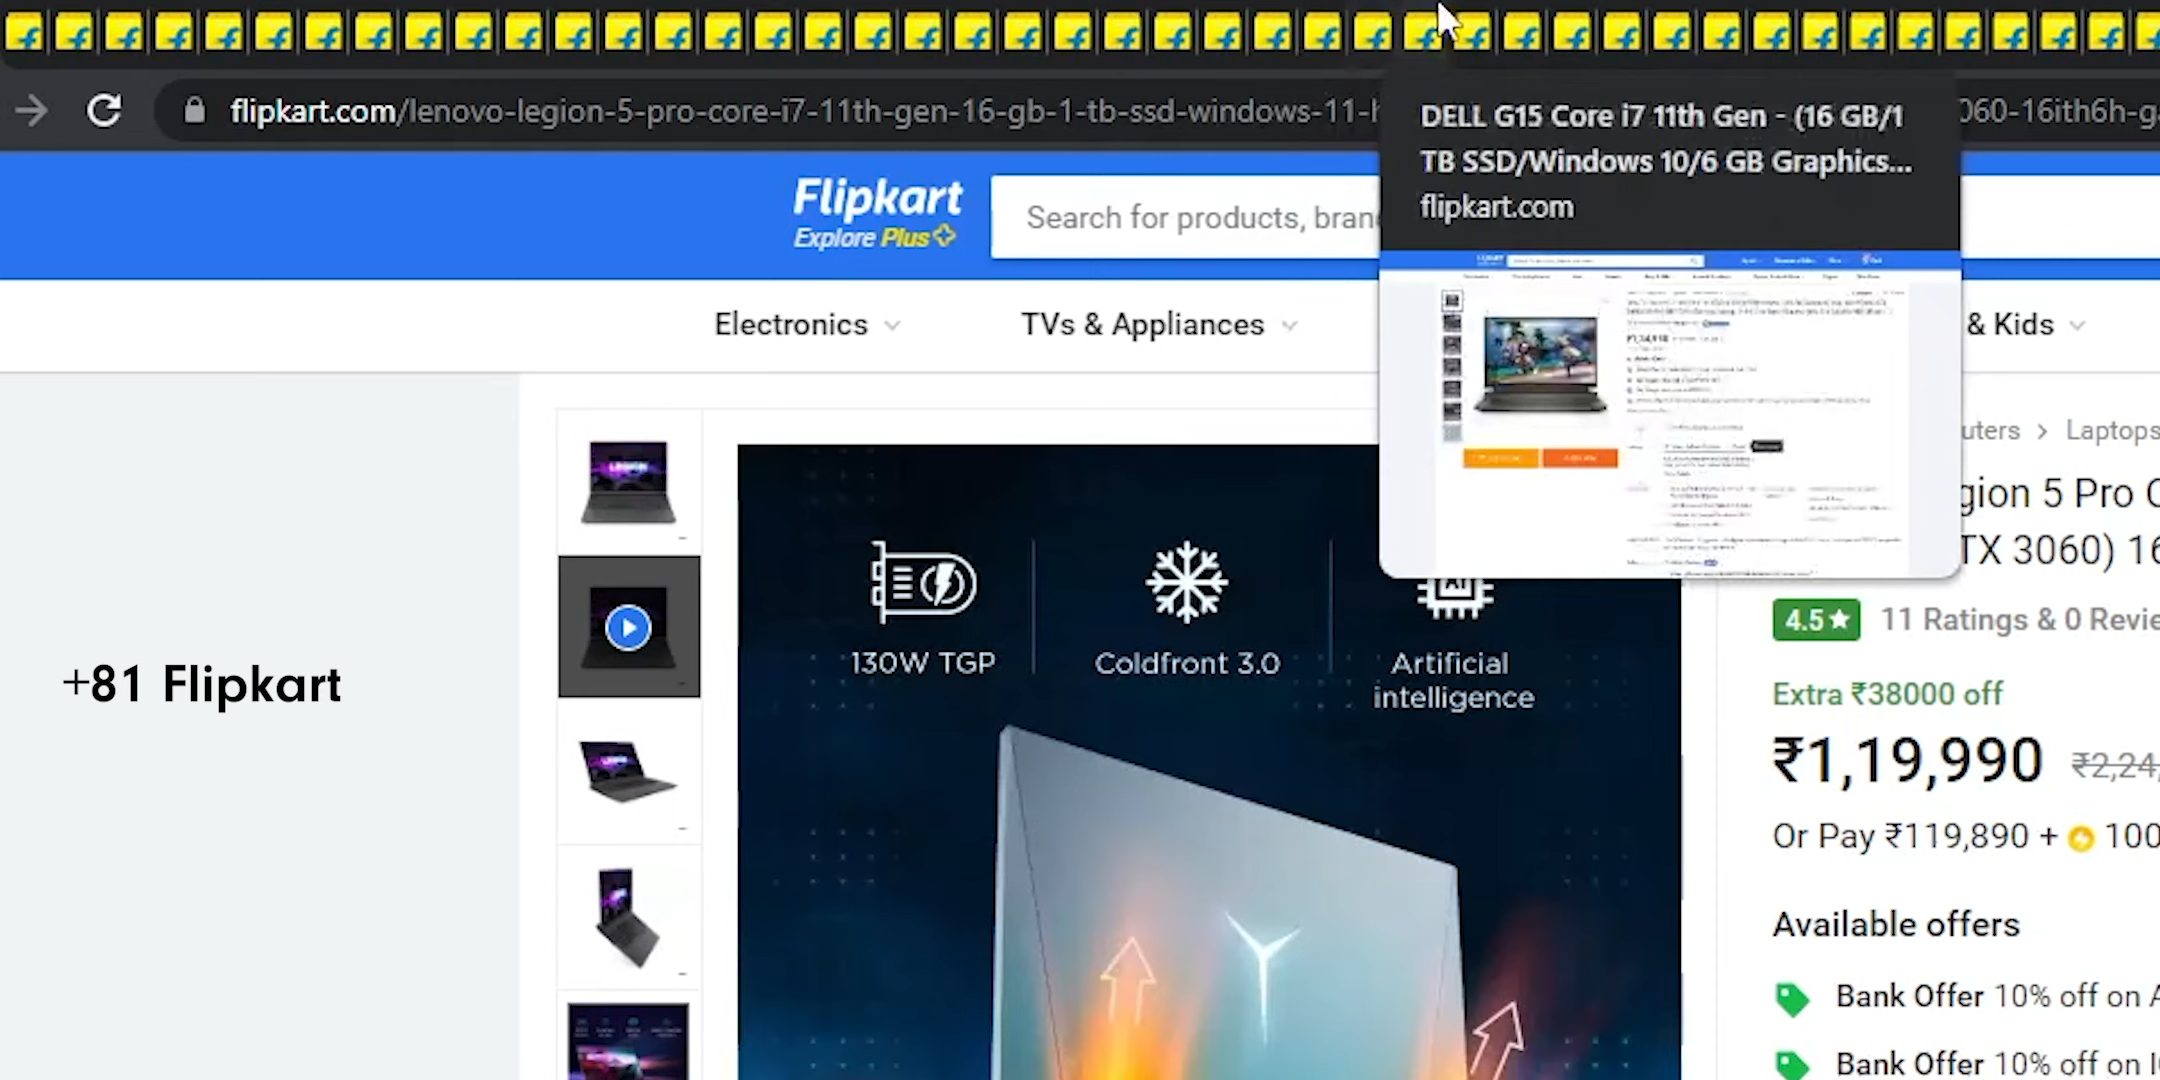 flipkart.com/lenovo-legion-5-pro-core-i7-11th-gen-16-gb-1-tb-ssd-windows-11-h
060-16ith6h-g
DELL G15 Core i7 11th Gen - (16 GB/1
TB SSD/Windows 10/6 GB Graphics...
flipkart.com
Flipkart
Explore Plus
Search for products, bran
Electronics
TVs & Appliances
& Kids
uters > Laptops
gion 5 Pro C
TX 3060) 16
4.5★ 11 Ratings & 0 Revie
Extra ₹38000 off
₹1,19,990 ₹2,24,
Or Pay ₹119,890 + 100
Available offers
Bank Offer 10% off on A
Bank Offer 10% off on I
130W TGP
Coldfront 3.0
AI
Artificial
intelligence
LEGION
+81 Flipkart